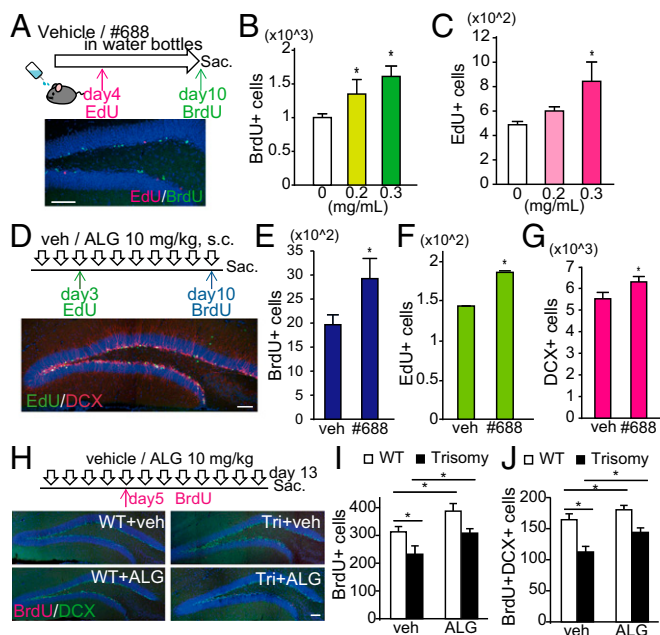 A
Vehicle / #688
in water bottles
Sac.
day4
EdU
day10
BrdU
EdU/BrdU
B
(x10^3)
BrdU+ cells
2
1.5
1
0.5
0
0 0.2 0.3
(mg/mL)
*
*
C
(x10^2)
EdU+ cells
12
10
8
6
4
2
0 0.2 0.3
(mg/mL)
*
D
veh / ALG 10 mg/kg, s.c.
Sac.
day3
EdU
day10
BrdU
EdU/DCX
E
(x10^2)
BrdU+ cells
35
30
25
20
15
10
5
0
veh #688
*
F
(x10^2)
EdU+ cells
2
1.5
1
0
veh #688
*
G
(x10^3)
DCX+ cells
7
6
5
4
3
2
1
0
veh #688
*
H
vehicle / ALG 10 mg/kg
day 13
Sac.
day5 BrdU
WT+veh
Tri+veh
WT+ALG
Tri+ALG
BrdU/DCX
I
WT Trisomy
BrdU+ cells
400
300
200
100
0
veh ALG
*
*
*
J
WT Trisomy
BrdU+DCX+ cells
200
150
100
50
0
veh ALG
*
*
*